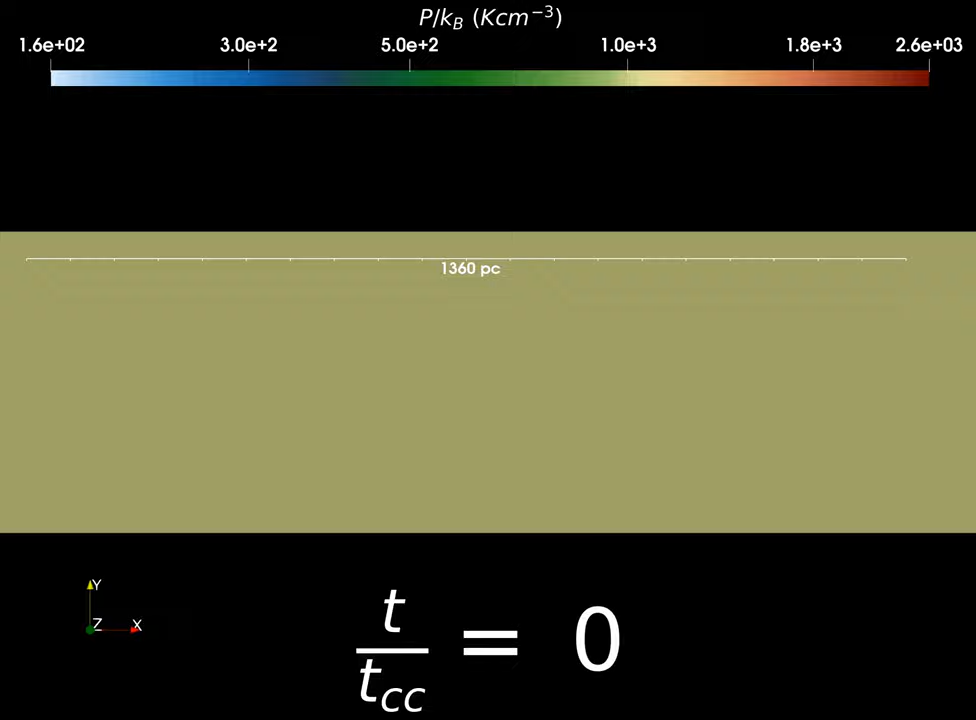 P/k_B (Kcm⁻³)
1.6e+02 3.0e+2 5.0e+2 1.0e+3 1.8e+3 2.6e+03
1360 pc
Y
Z X
t/t_cc = 0